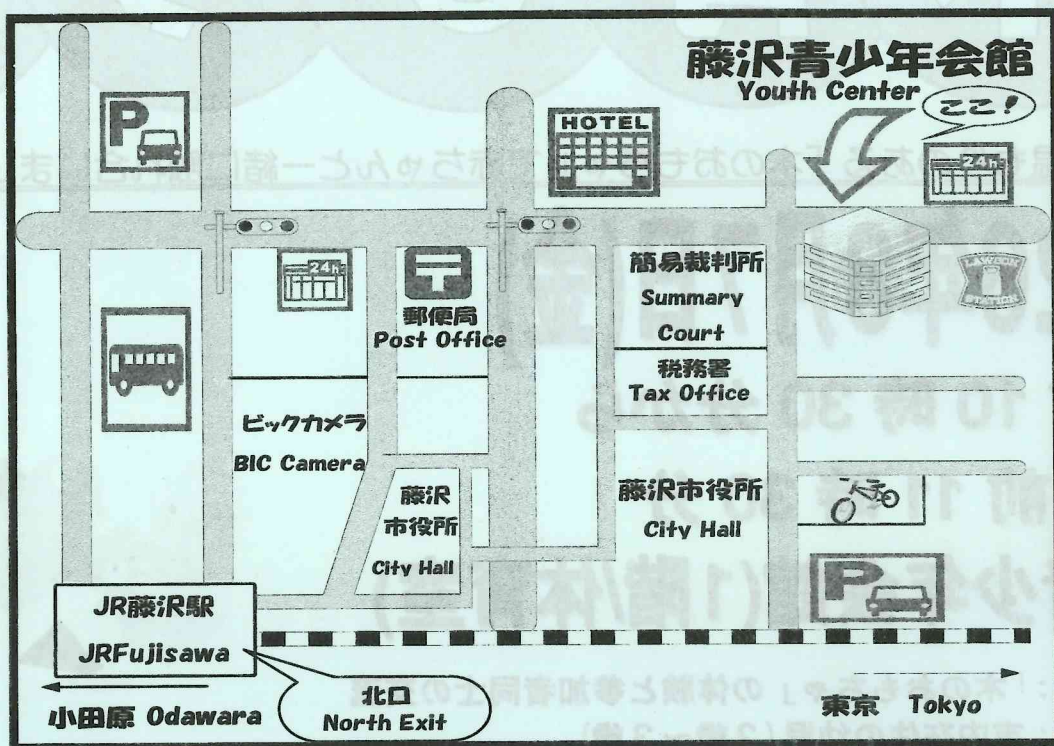 藤沢青少年会館
Youth Center
ここ!
P
HOTEL
24h
24h
〒
郵便局
Post Office
簡易裁判所
Summary
Court
LAWSON
STATION
税務署
Tax Office
ビックカメラ
BIC Camera
藤沢
市役所
City Hall
藤沢市役所
City Hall
P
JR藤沢駅
JRFujisawa
北口
North Exit
小田原 Odawara
東京 Tokyo